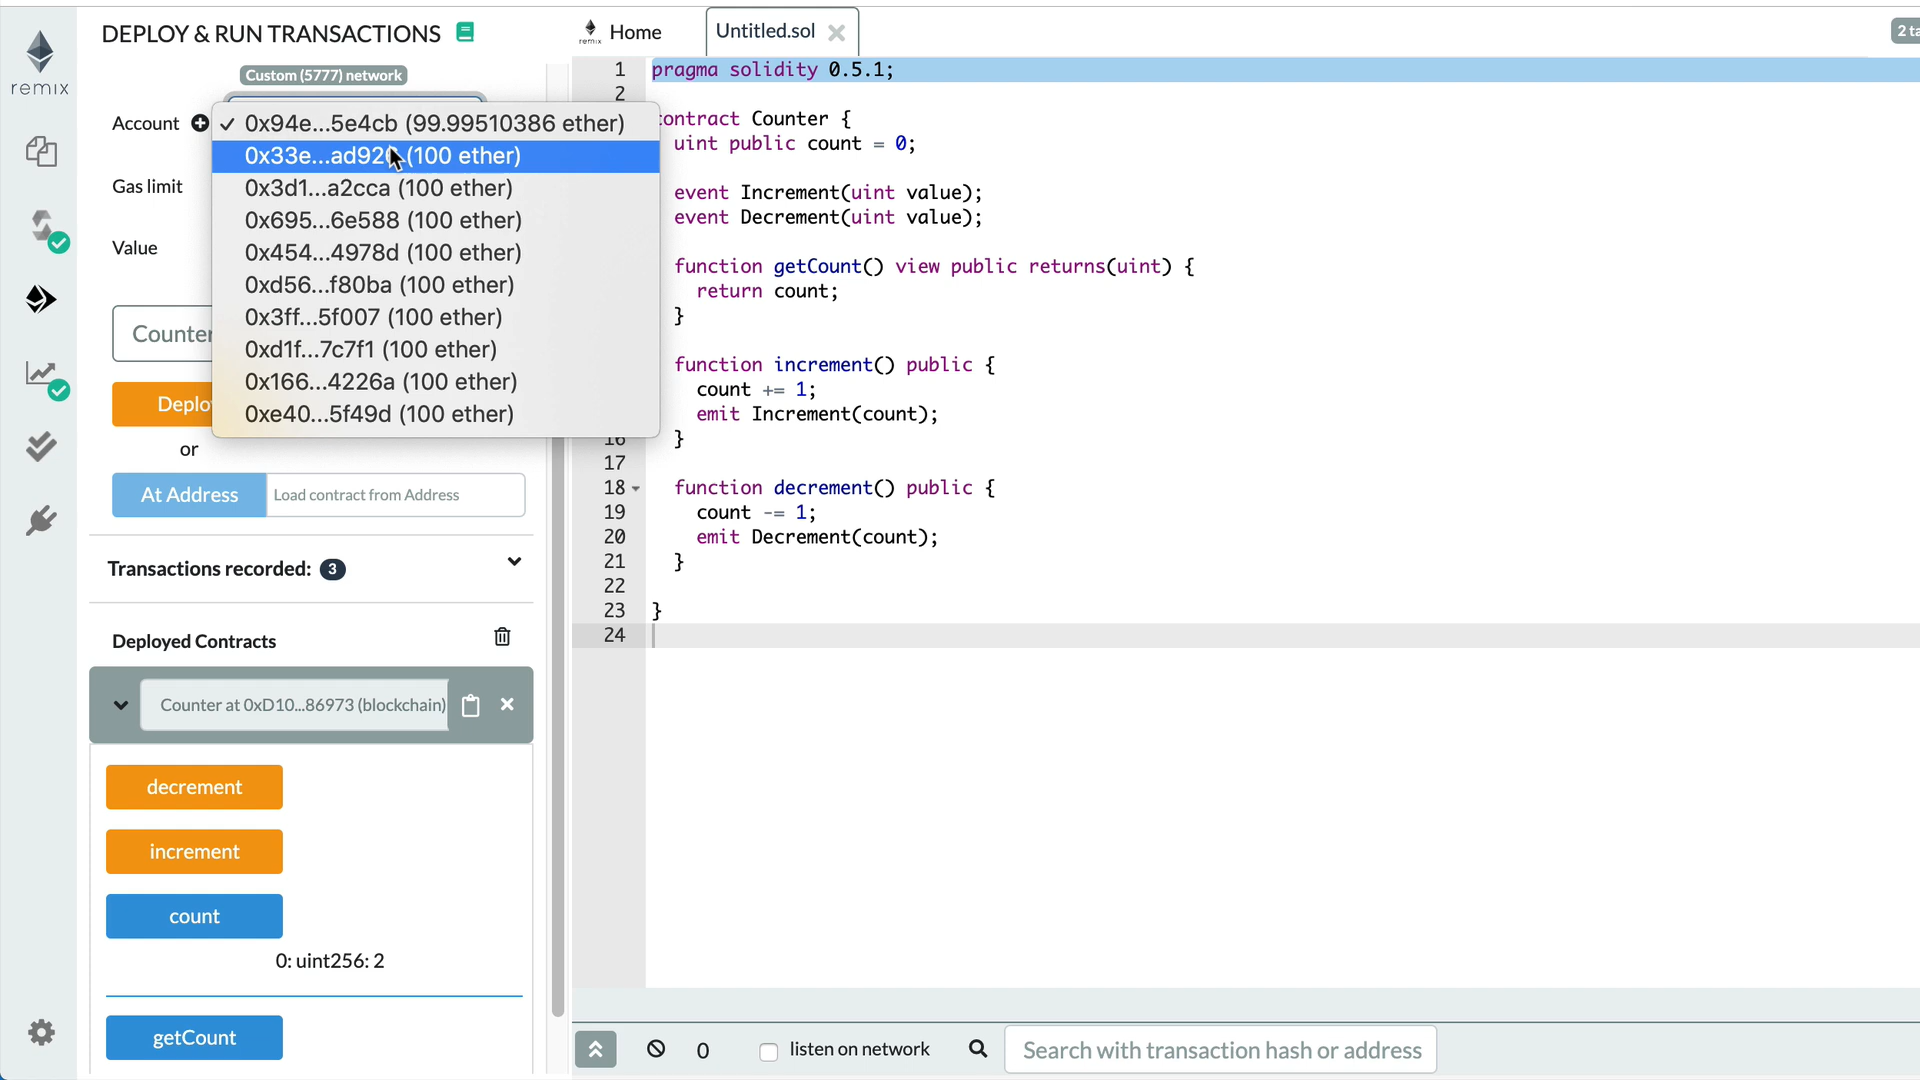 remix
DEPLOY & RUN TRANSACTIONS
Custom (5777) network
Account
0x94e...5e4cb (99.99510386 ether)
0x33e...ad92 (100 ether)
0x3d1...a2cca (100 ether)
0x695...6e588 (100 ether)
0x454...4978d (100 ether)
0xd56...f80ba (100 ether)
0x3ff...5f007 (100 ether)
0xd1f...7c7f1 (100 ether)
0x166...4226a (100 ether)
0xe40...5f49d (100 ether)
Gas limit
Value
Counter
Deplo
or
At Address
Load contract from Address
Transactions recorded: 3
Deployed Contracts
Counter at 0xD10...86973 (blockchain)
decrement
increment
count
0: uint256: 2
getCount
remix
Home
Untitled.sol
2 ta
1 pragma solidity 0.5.1;
2
ontract Counter {
uint public count = 0;
event Increment(uint value);
event Decrement(uint value);
function getCount() view public returns(uint) {
return count;
}
function increment() public {
count += 1;
emit Increment(count);
16 }
17
18 function decrement() public {
19 count -= 1;
20 emit Decrement(count);
21 }
22
23 }
24
0
listen on network
Search with transaction hash or address